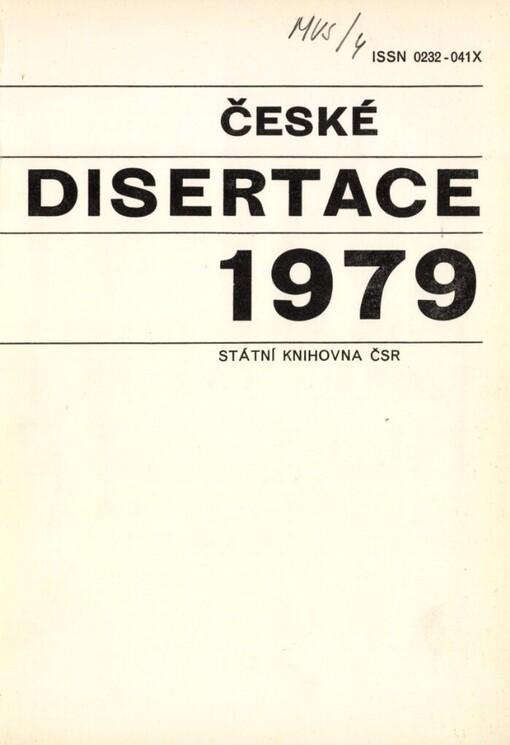 MVS/4
ISSN 0232-041X
ČESKÉ
DISERTACE
1979
STÁTNÍ KNIHOVNA ČSR